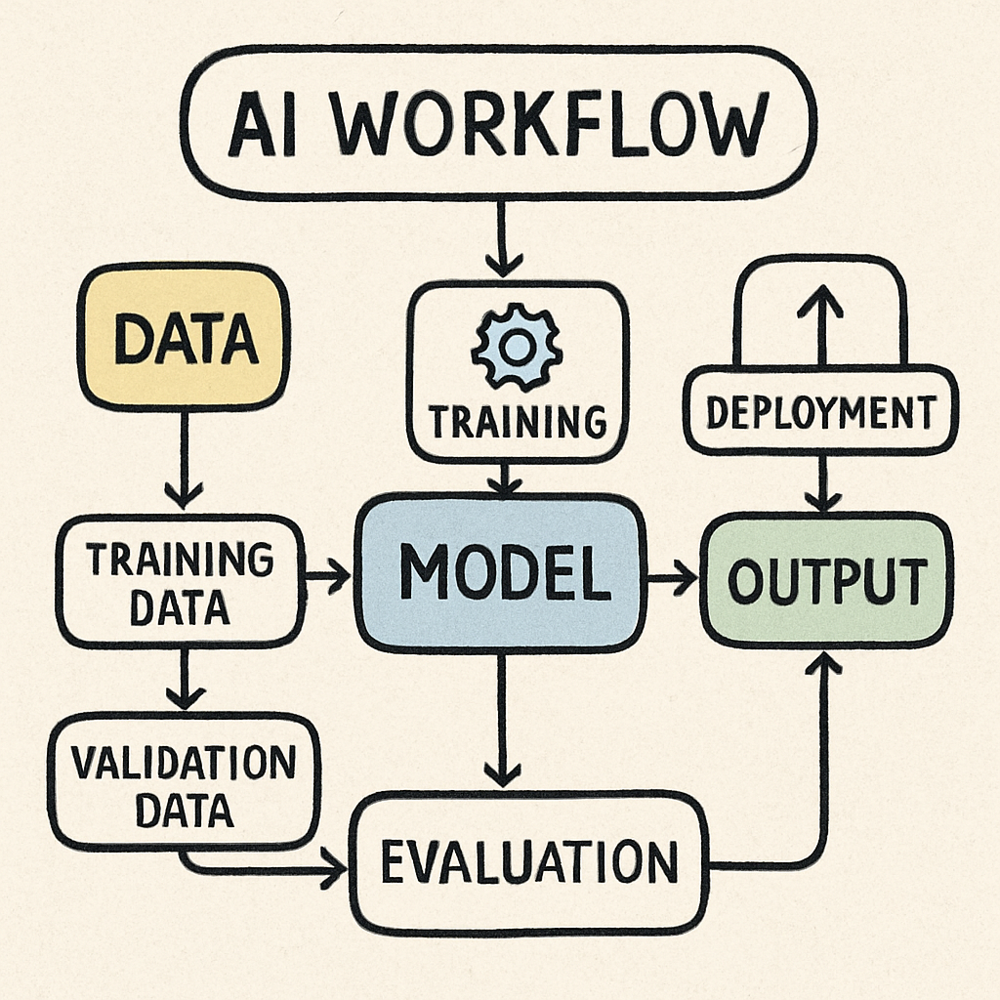 AI WORKFLOW
DATA
TRAINING
DEPLOYMENT
TRAINING
DATA
MODEL
OUTPUT
VALIDATION
DATA
EVALUATION